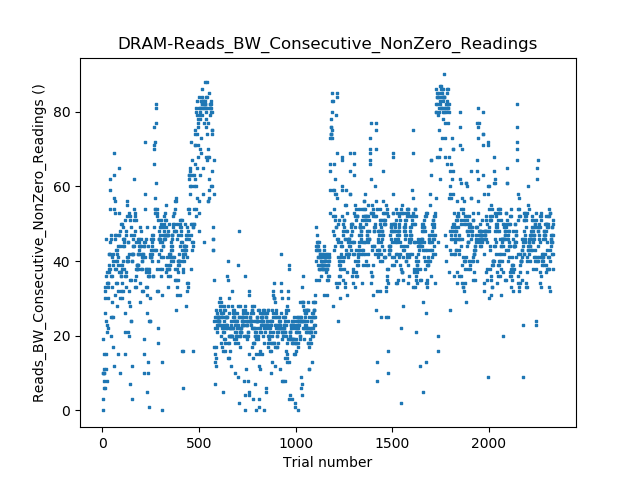 DRAM-Reads_BW_Consecutive_NonZero_Readings
Reads_BW_Consecutive_NonZero_Readings ()
80
60
40
20
0
0 500 1000 1500 2000
Trial number